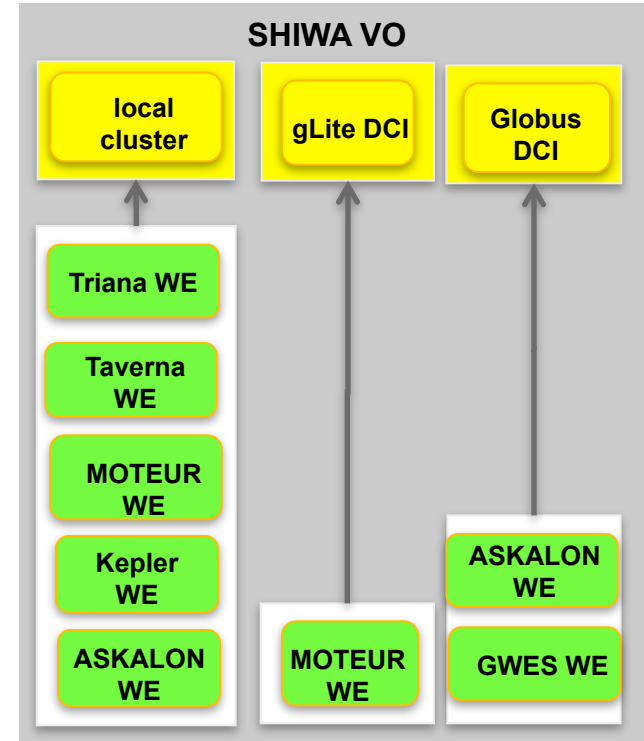 SHIWA VO
local
cluster
gLite DCI
Globus
DCI
Triana WE
Taverna
WE
MOTEUR
WE
Kepler
WE
ASKALON
WE
MOTEUR
WE
ASKALON
WE
GWES WE